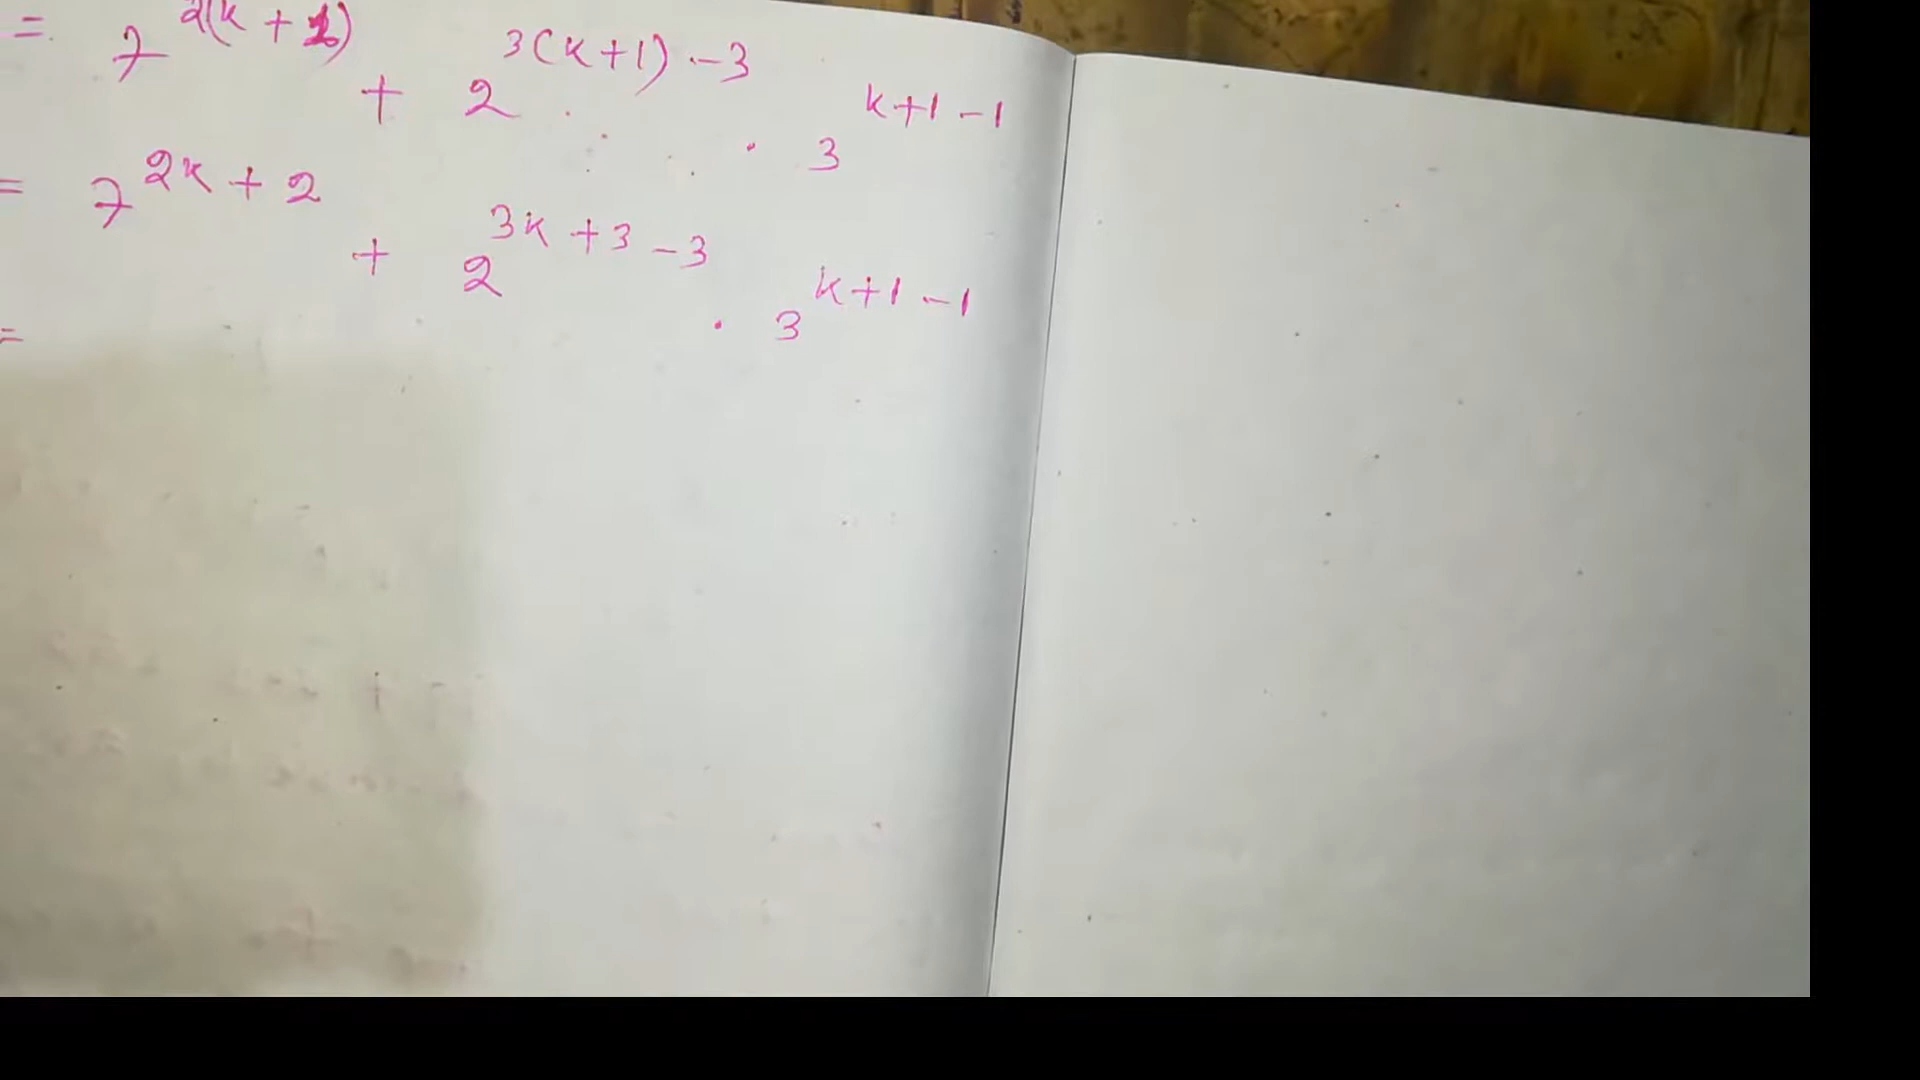 = 7^{2(k+1)} + 2^{3(k+1)-3} · 3^{k+1-1}
= 7^{2k+2} + 2^{3k+3-3} · 3^{k+1-1}
=